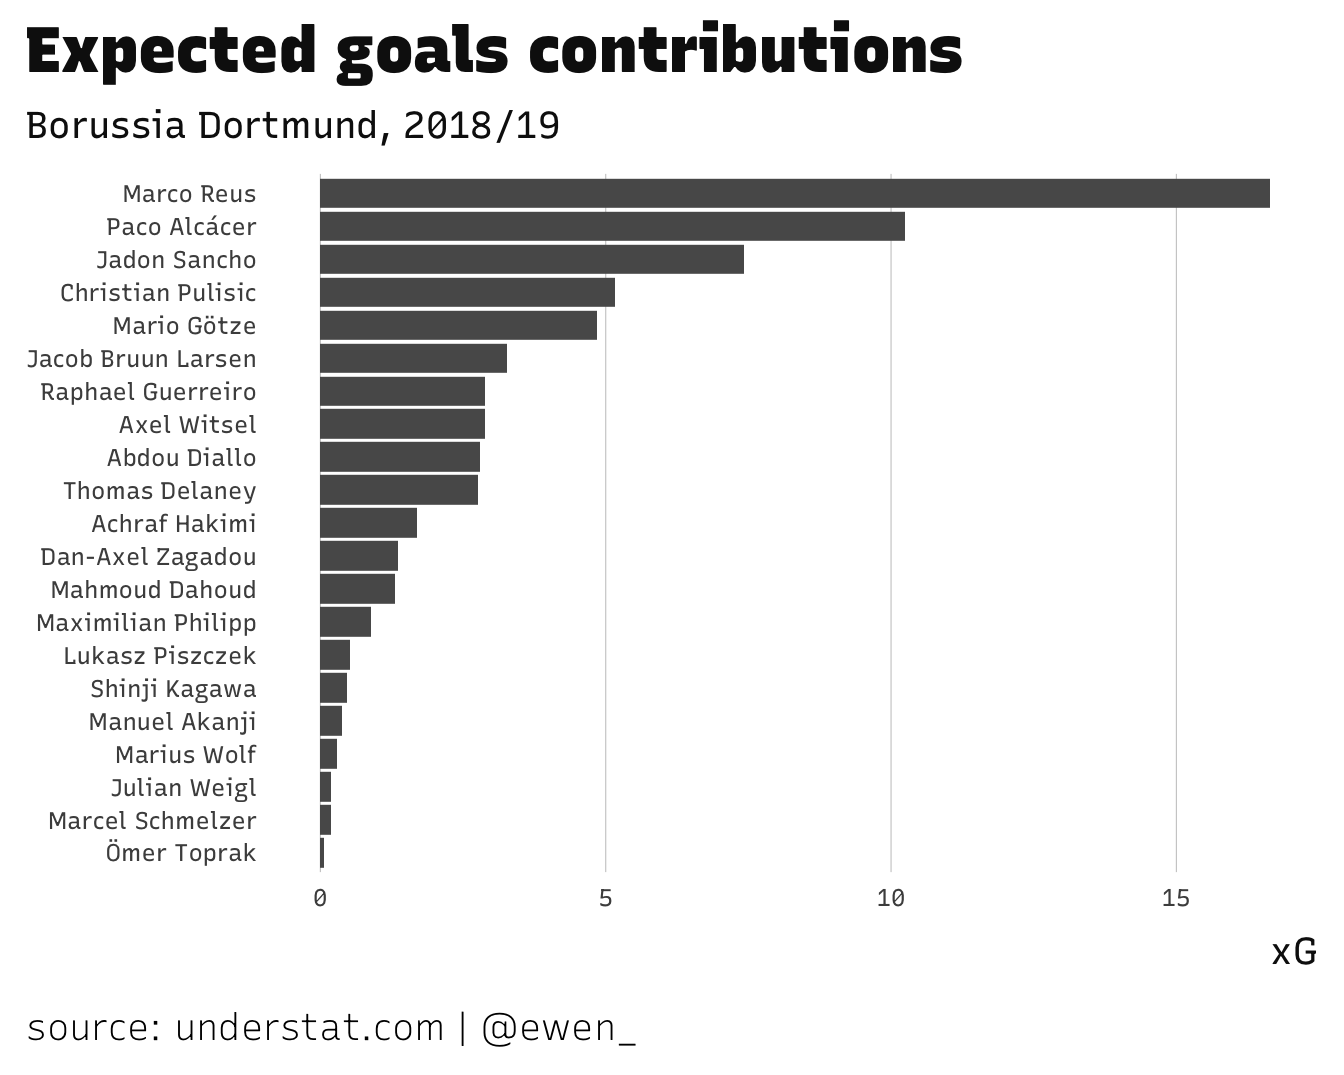 Expected goals contributions
Borussia Dortmund, 2018/19
Marco Reus
Paco Alcácer
Jadon Sancho
Christian Pulisic
Mario Götze
Jacob Bruun Larsen
Raphael Guerreiro
Axel Witsel
Abdou Diallo
Thomas Delaney
Achraf Hakimi
Dan-Axel Zagadou
Mahmoud Dahoud
Maximilian Philipp
Lukasz Piszczek
Shinji Kagawa
Manuel Akanji
Marius Wolf
Julian Weigl
Marcel Schmelzer
Ömer Toprak
0 5 10 15
xG
source: understat.com | @ewen_